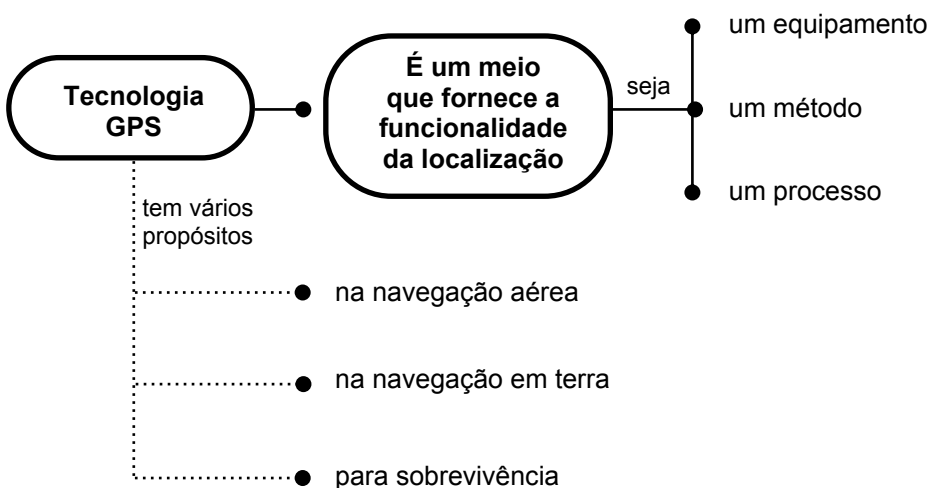 Tecnologia
GPS
É um meio
que fornece a
funcionalidade
da localização
seja
um equipamento
um método
um processo
tem vários
propósitos
na navegação aérea
na navegação em terra
para sobrevivência